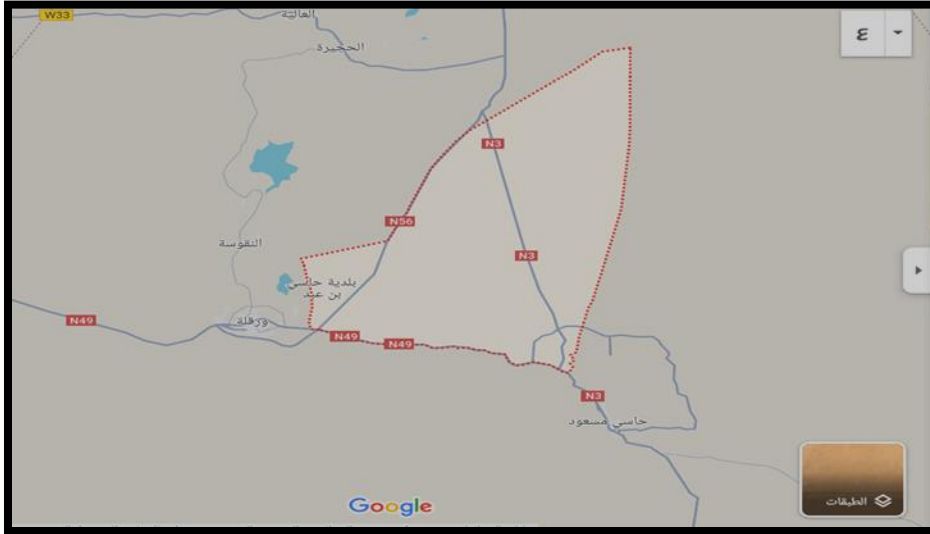 W33
العالية
ع
الحجيرة
N3
N56
النقوسة
N3
بلدية حاسي
بن عبد
ورقلة
N49
N49
N49
N3
حاسي مسعود
الطبقات
Google